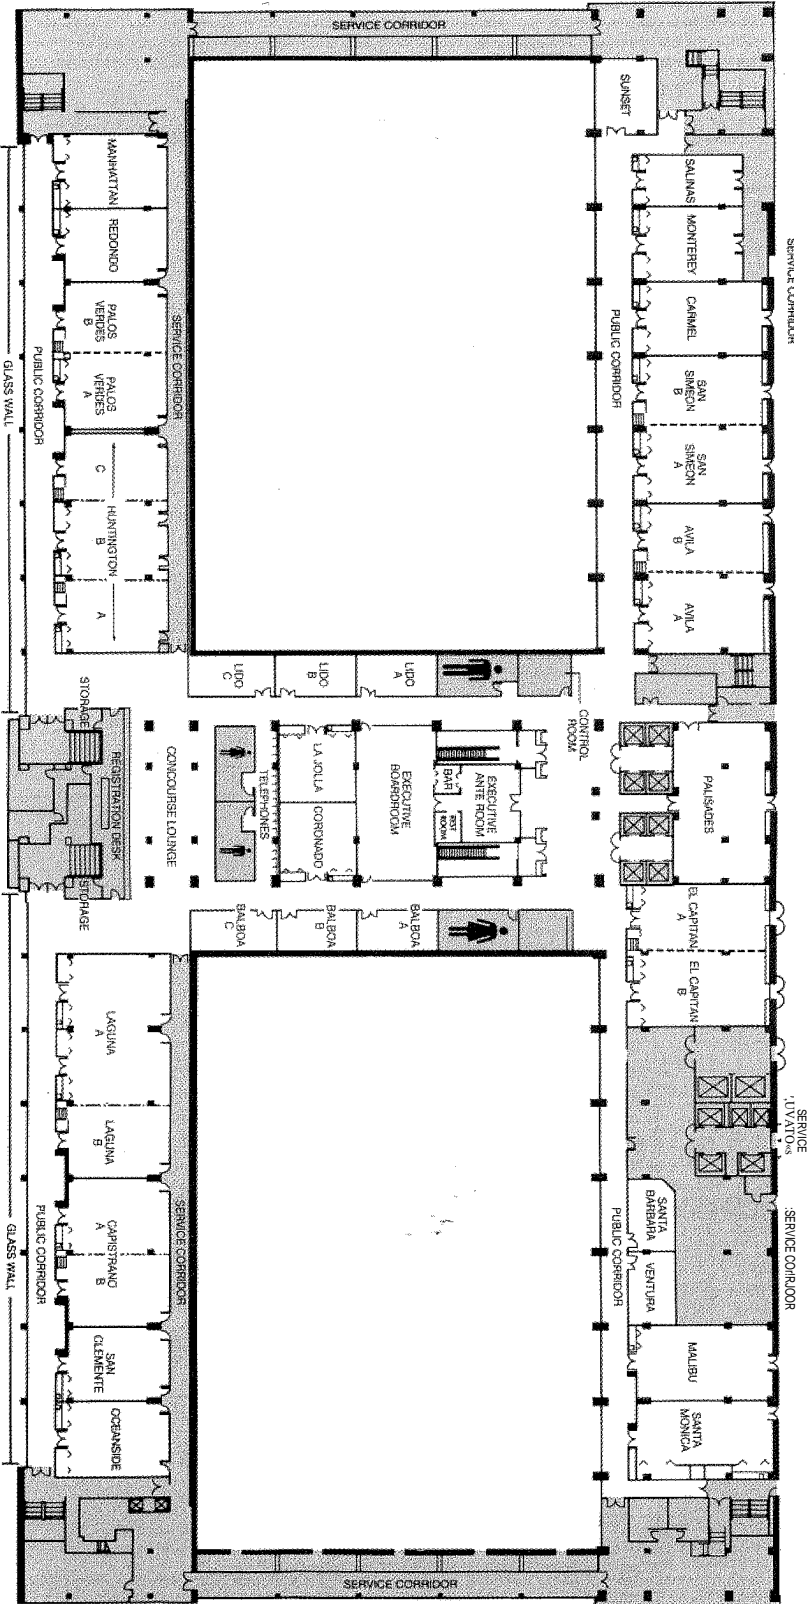 SERVICE CORRIDOR
SUNSET
MANHATTAN
REDONDO
PALOS
VERDES
B
PALOS
VERDES
A
C
HUNTINGTON
B
A
SERVICE CORRIDOR
PUBLIC CORRIDOR
GLASS WALL
SALINAS
MONTEREY
CARMEL
SAN
SIMEON
B
SAN
SIMEON
A
AVILA
B
AVILA
A
PUBLIC CORRIDOR
SERVICE CORRIDOR
LIDO
C
LIDO
B
LIDO
A
CONTROL
ROOM
STORAGE
REGISTRATION DESK
STORAGE
CONCOURSE LOUNGE
TELEPHONES
LA JOLLA
CORONADO
EXECUTIVE
BOARDROOM
BAR
EXECUTIVE
ANTE ROOM
REST
ROOM
PALISADES
BALBOA
C
BALBOA
B
BALBOA
A
EL CAPITAN
A
EL CAPITAN
B
LAGUNA
A
LAGUNA
B
CAPISTRANO
A
B
SAN
CLEMENTE
OCEANSIDE
SERVICE CORRIDOR
PUBLIC CORRIDOR
GLASS WALL
SERVICE
SANTA
BARBARA
VENTURA
MALIBU
SANTA
MONICA
PUBLIC CORRIDOR
:SERVICE COrIRJOOR
SERVICE CORRIDOR